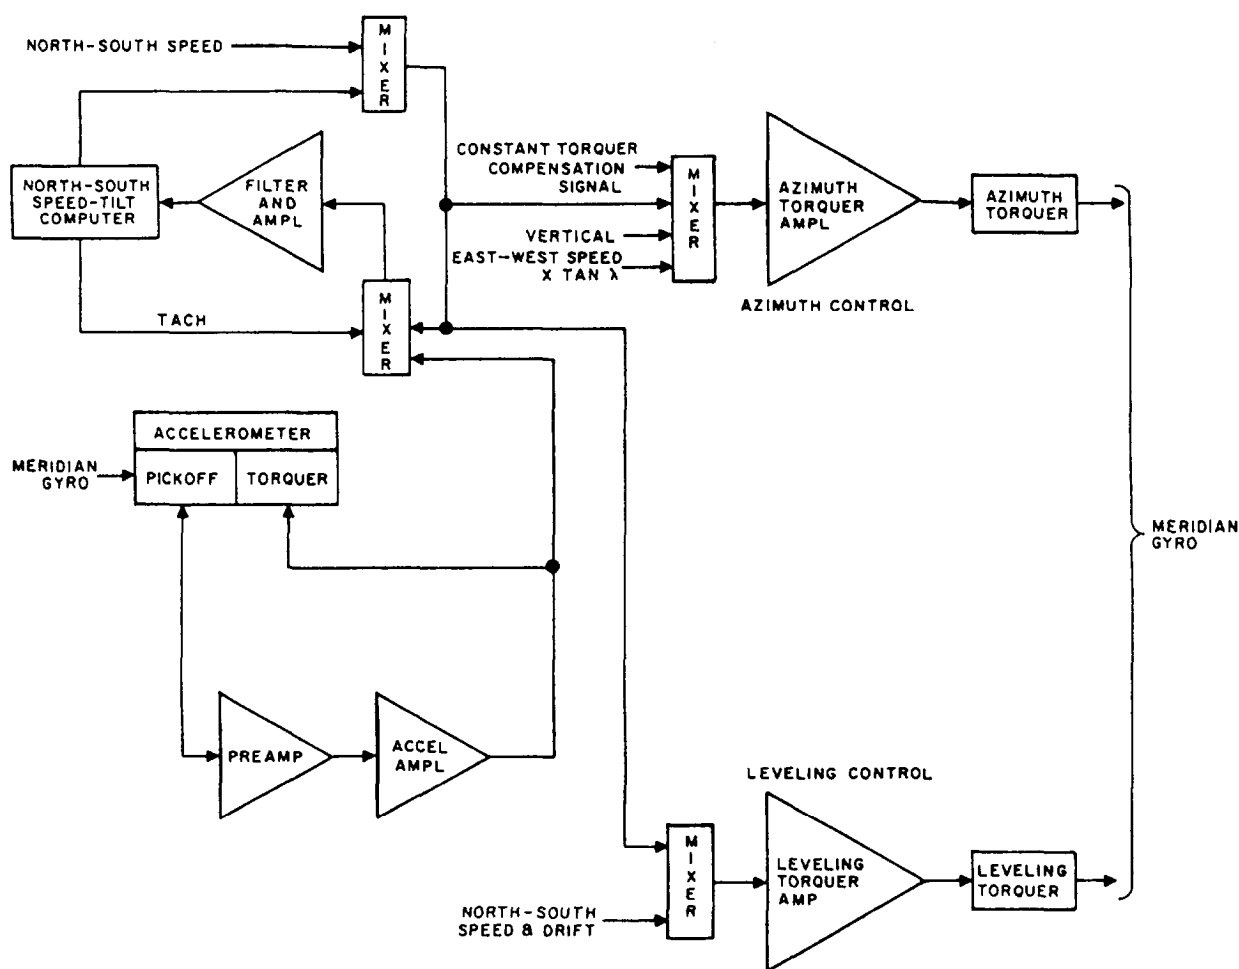 NORTH-SOUTH SPEED
MIXER
NORTH-SOUTH
SPEED-TILT
COMPUTER
FILTER
AND
AMPL
CONSTANT TORQUER
COMPENSATION
SIGNAL
VERTICAL
EAST-WEST SPEED
X TAN λ
MIXER
AZIMUTH
TORQUER
AMPL
AZIMUTH
TORQUER
AZIMUTH CONTROL
TACH
MIXER
ACCELEROMETER
MERIDIAN
GYRO
PICKOFF
TORQUER
MERIDIAN
GYRO
PREAMP
ACCEL
AMPL
LEVELING CONTROL
MIXER
LEVELING
TORQUER
AMP
LEVELING
TORQUER
NORTH-SOUTH
SPEED & DRIFT